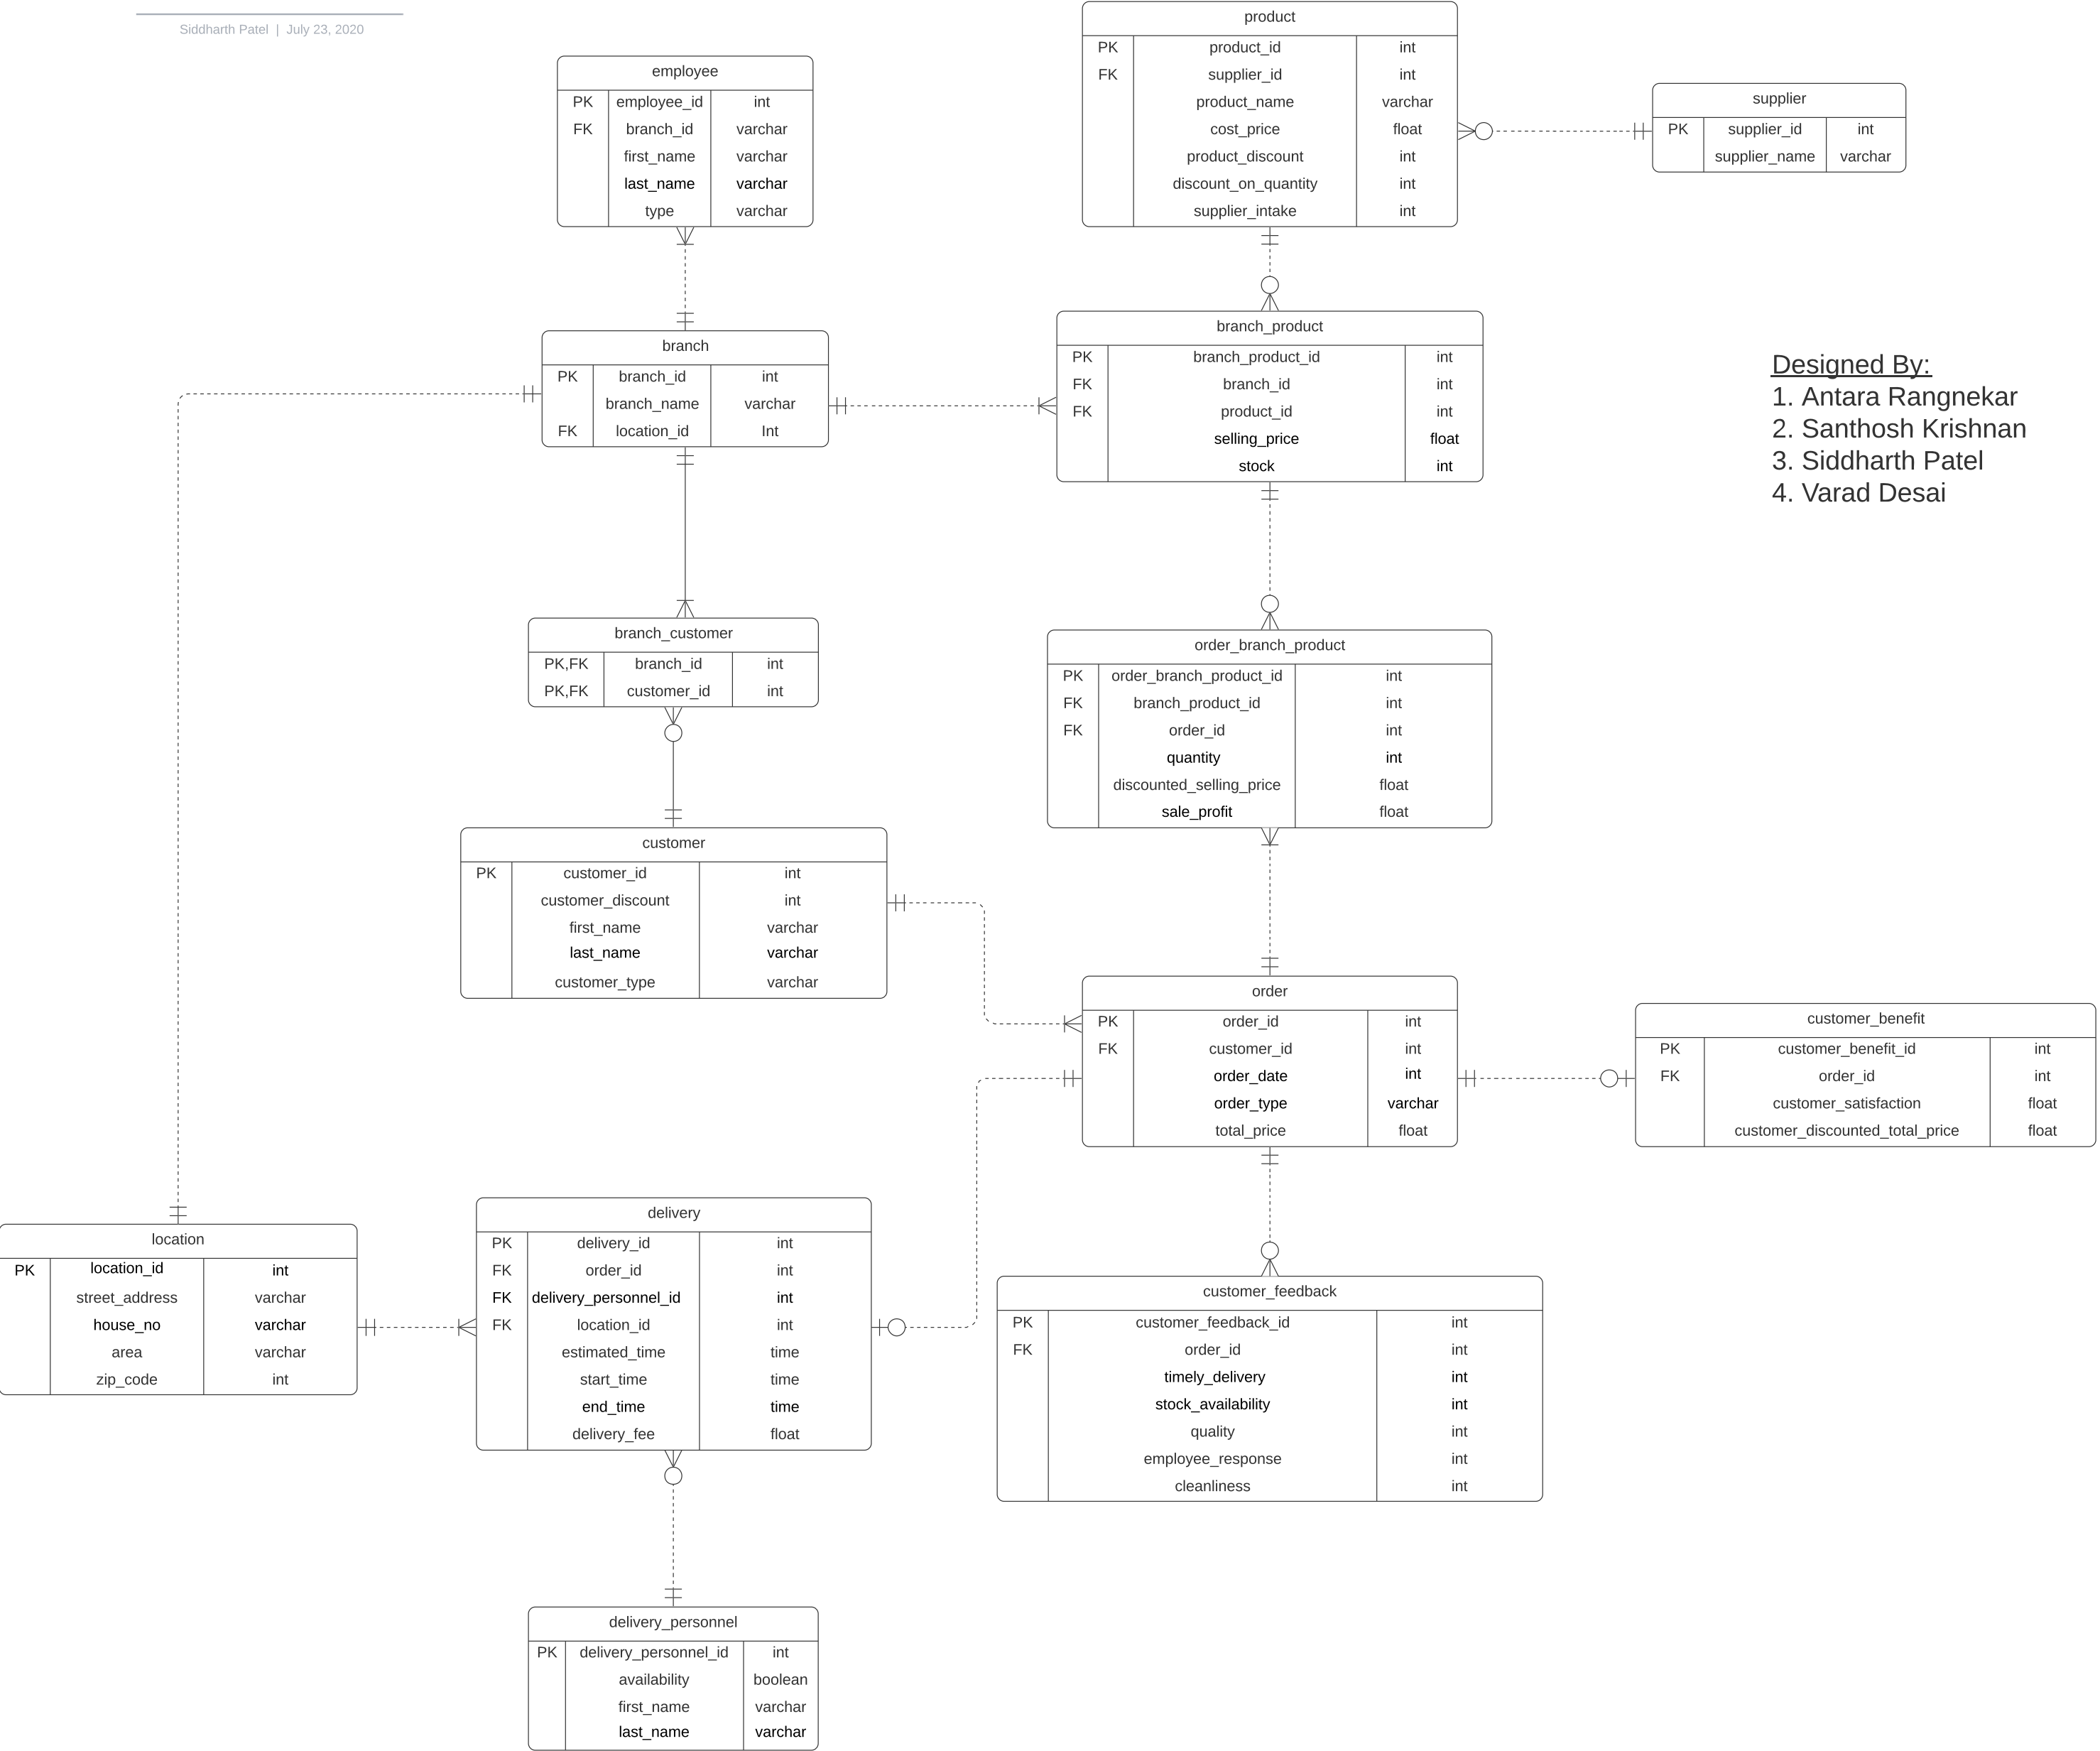 Siddharth Patel | July 23, 2020
employee
PK employee_id int
FK branch_id varchar
first_name varchar
last_name varchar
type varchar
product
PK product_id int
FK supplier_id int
product_name varchar
cost_price float
product_discount int
discount_on_quantity int
supplier_intake int
supplier
PK supplier_id int
supplier_name varchar
branch
PK branch_id int
branch_name varchar
FK location_id Int
branch_product
PK branch_product_id int
FK branch_id int
FK product_id int
selling_price float
stock int
Designed By:
1. Antara Rangnekar
2. Santhosh Krishnan
3. Siddharth Patel
4. Varad Desai
branch_customer
PK,FK branch_id int
PK,FK customer_id int
order_branch_product
PK order_branch_product_id int
FK branch_product_id int
FK order_id int
quantity int
discounted_selling_price float
sale_profit float
customer
PK customer_id int
customer_discount int
first_name varchar
last_name varchar
customer_type varchar
order
PK order_id int
FK customer_id int
order_date int
order_type varchar
total_price float
customer_benefit
PK customer_benefit_id int
FK order_id int
customer_satisfaction float
customer_discounted_total_price float
location
PK location_id int
street_address varchar
house_no varchar
area varchar
zip_code int
delivery
PK delivery_id int
FK order_id int
FK delivery_personnel_id int
FK location_id int
estimated_time time
start_time time
end_time time
delivery_fee float
customer_feedback
PK customer_feedback_id int
FK order_id int
timely_delivery int
stock_availability int
quality int
employee_response int
cleanliness int
delivery_personnel
PK delivery_personnel_id int
availability boolean
first_name varchar
last_name varchar